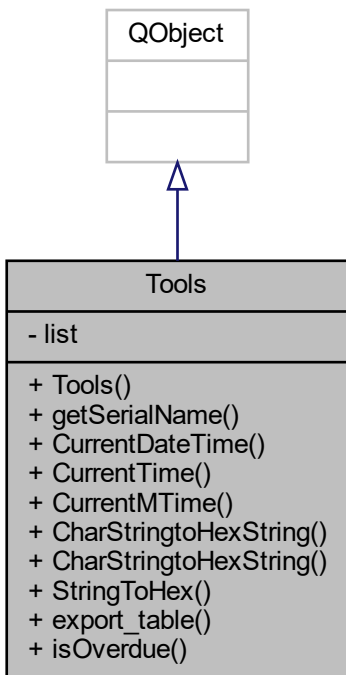 QObject
Tools
- list
+ Tools()
+ getSerialName()
+ CurrentDateTime()
+ CurrentTime()
+ CurrentMTime()
+ CharStringtoHexString()
+ CharStringtoHexString()
+ StringToHex()
+ export_table()
+ isOverdue()